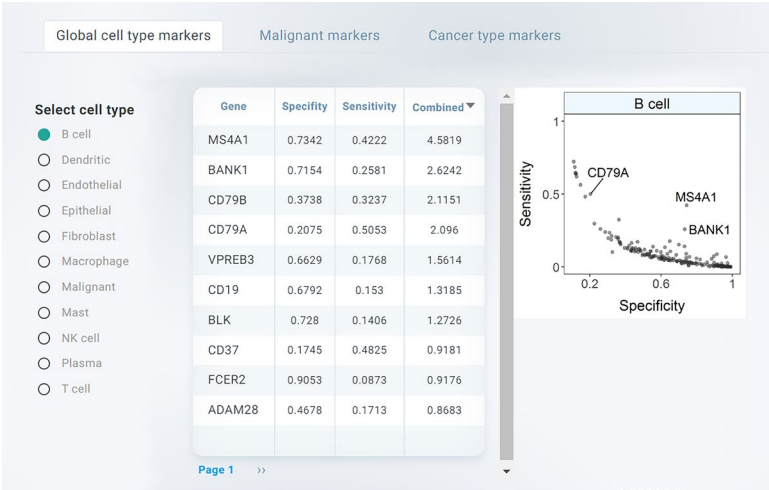 Global cell type markers Malignant markers Cancer type markers
Select cell type
B cell
Dendritic
Endothelial
Epithelial
Fibroblast
Macrophage
Malignant
Mast
NK cell
Plasma
T cell
Gene Specifity Sensitivity Combined
MS4A1 0.7342 0.4222 4.5819
BANK1 0.7154 0.2581 2.6242
CD79B 0.3738 0.3237 2.1151
CD79A 0.2075 0.5053 2.096
VPREB3 0.6629 0.1768 1.5614
CD19 0.6792 0.153 1.3185
BLK 0.728 0.1406 1.2726
CD37 0.1745 0.4825 0.9181
FCER2 0.9053 0.0873 0.9176
ADAM28 0.4678 0.1713 0.8683
Page 1 ››
B cell
Sensitivity
1
0.5
0
CD79A
MS4A1
BANK1
0.2 0.6 1
Specificity